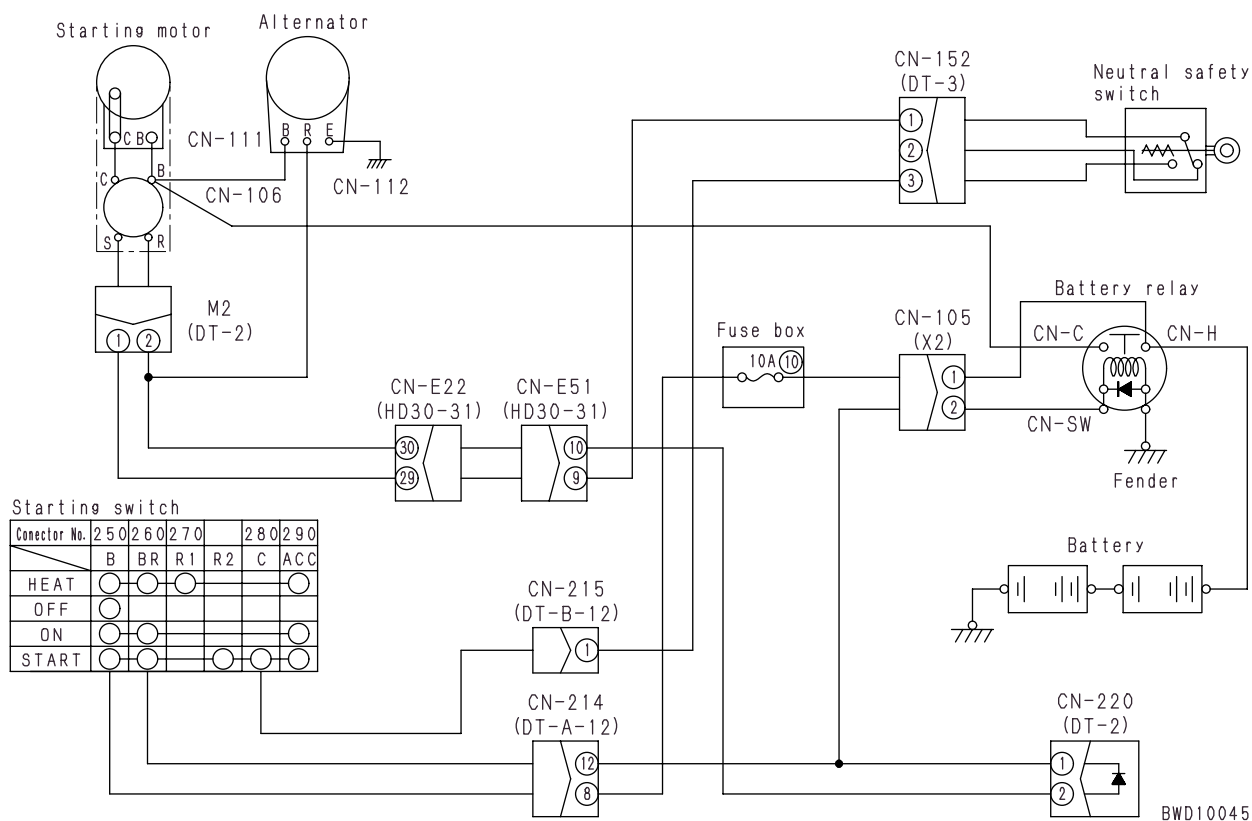 Starting motor
Alternator
C B
CN-111
B R E
C
B
CN-106
CN-112
S
R
M2
(DT-2)
1 2
CN-152
(DT-3)
1
2
3
Neutral safety
switch
Fuse box
10A 10
CN-105
(X2)
1
2
Battery relay
CN-C
CN-H
CN-SW
Fender
CN-E22
(HD30-31)
30
29
CN-E51
(HD30-31)
10
9
Starting switch
Conector No. 250 260 270 280 290
B BR R1 R2 C ACC
HEAT
OFF
ON
START
CN-215
(DT-B-12)
1
CN-214
(DT-A-12)
12
8
Battery
CN-220
(DT-2)
1
2
BWD10045